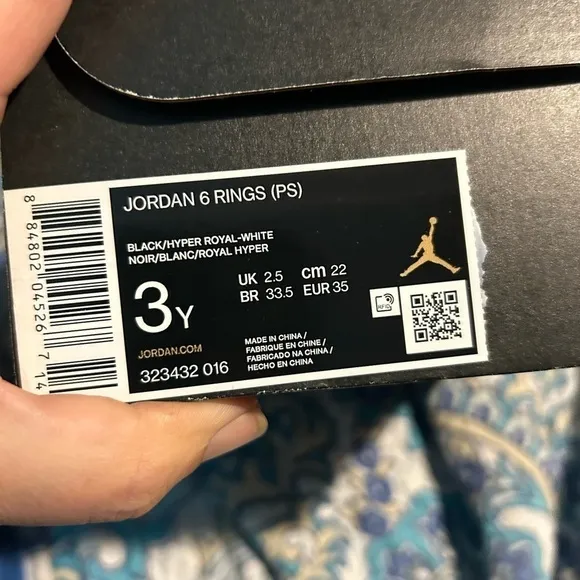 JORDAN 6 RINGS (PS)
BLACK/HYPER ROYAL-WHITE
NOIR/BLANC/ROYAL HYPER
3Y
UK 2.5 cm 22
BR 33.5 EUR 35
JORDAN.COM
323432 016
MADE IN CHINA /
FABRIQUE EN CHINE /
FABRICADO NA CHINA /
HECHO EN CHINA
RFID
8 84802 04526 7 14